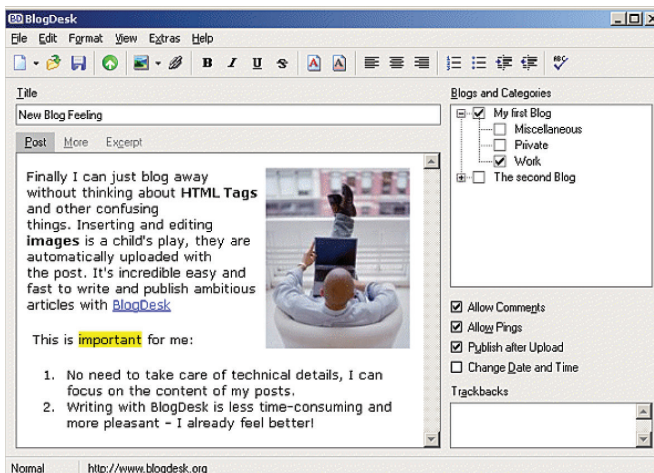 BD BlogDesk
File Edit Format View Extras Help
B I U S A A ABC
Title
New Blog Feeling
Post More Excerpt
Finally I can just blog away
without thinking about HTML Tags
and other confusing
things. Inserting and editing
images is a child's play, they are
automatically uploaded with
the post. It's incredible easy and
fast to write and publish ambitious
articles with BlogDesk
This is important for me:
1. No need to take care of technical details, I can
focus on the content of my posts.
2. Writing with BlogDesk is less time-consuming and
more pleasant - I already feel better!
Blogs and Categories
My first Blog
Miscellaneous
Private
Work
The second Blog
Allow Comments
Allow Pings
Publish after Upload
Change Date and Time
Trackbacks
Normal http://www.blogdesk.org